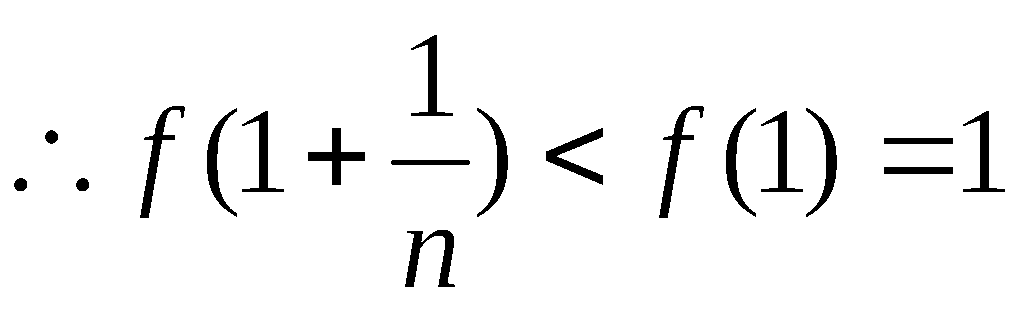 ∴ f(1 + 1/n) < f(1) = 1